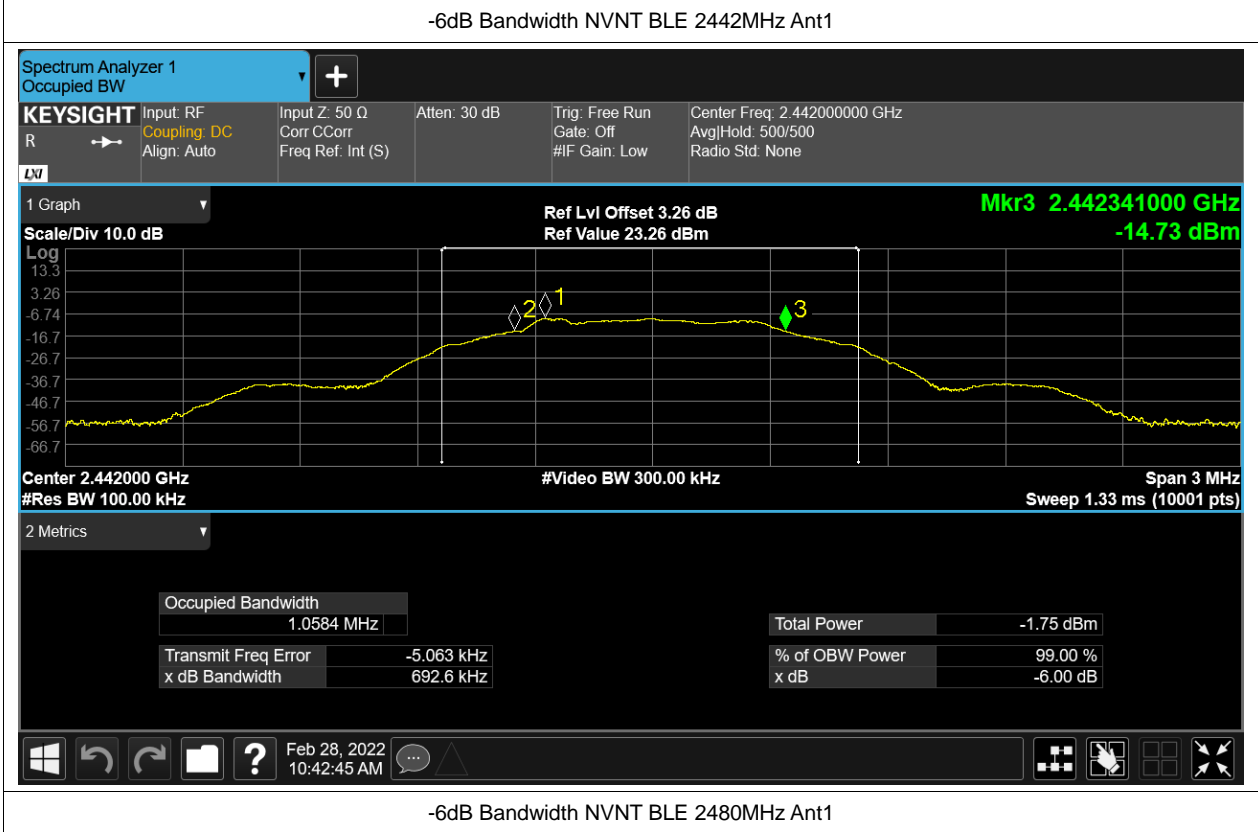 -6dB Bandwidth NVNT BLE 2442MHz Ant1
Spectrum Analyzer 1
Occupied BW
KEYSIGHT
R
LXI
Input: RF
Coupling: DC
Align: Auto
Input Z: 50 Ω
Corr CCorr
Freq Ref: Int (S)
Atten: 30 dB
Trig: Free Run
Gate: Off
#IF Gain: Low
Center Freq: 2.442000000 GHz
Avg|Hold: 500/500
Radio Std: None
1 Graph
Scale/Div 10.0 dB
Ref Lvl Offset 3.26 dB
Ref Value 23.26 dBm
Mkr3 2.442341000 GHz
-14.73 dBm
Log
13.3
3.26
-6.74
-16.7
-26.7
-36.7
-46.7
-56.7
-66.7
2
1
3
Center 2.442000 GHz
#Res BW 100.00 kHz
#Video BW 300.00 kHz
Span 3 MHz
Sweep 1.33 ms (10001 pts)
2 Metrics
Occupied Bandwidth
1.0584 MHz
Transmit Freq Error -5.063 kHz
x dB Bandwidth 692.6 kHz
Total Power -1.75 dBm
% of OBW Power 99.00 %
x dB -6.00 dB
?
Feb 28, 2022
10:42:45 AM
-6dB Bandwidth NVNT BLE 2480MHz Ant1